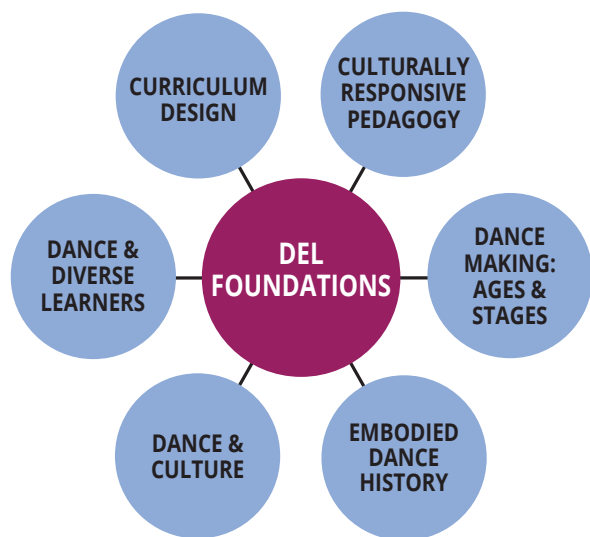 CURRICULUM
DESIGN
CULTURALLY
RESPONSIVE
PEDAGOGY
DANCE &
DIVERSE
LEARNERS
DEL
FOUNDATIONS
DANCE
MAKING:
AGES &
STAGES
DANCE &
CULTURE
EMBODIED
DANCE
HISTORY